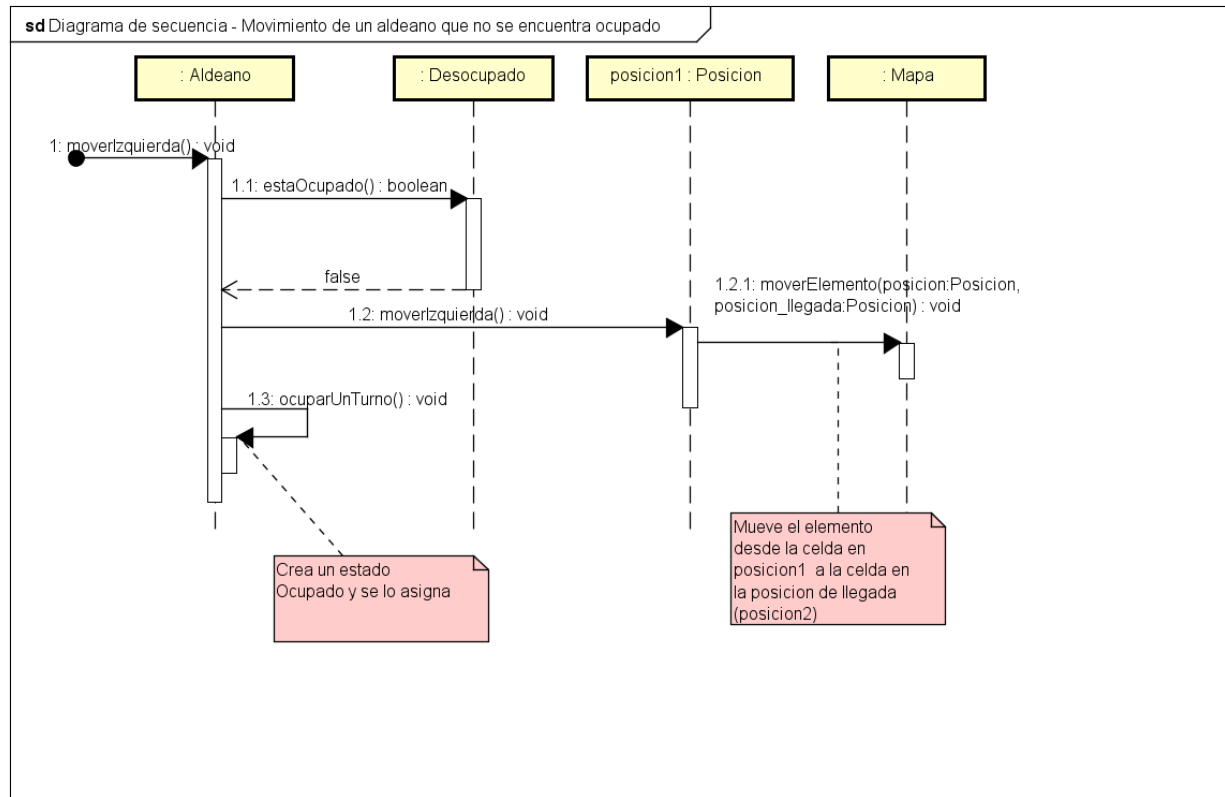 sd Diagrama de secuencia - Movimiento de un aldeano que no se encuentra ocupado
: Aldeano
: Desocupado
posicion1 : Posicion
: Mapa
1: moverIzquierda() : void
1.1: estaOcupado() : boolean
false
1.2.1: moverElemento(posicion:Posicion,
posicion_llegada:Posicion) : void
1.2: moverIzquierda() : void
1.3: ocuparUnTurno() : void
Mueve el elemento
desde la celda en
posicion1 a la celda en
la posicion de llegada
(posicion2)
Crea un estado
Ocupado y se lo asigna